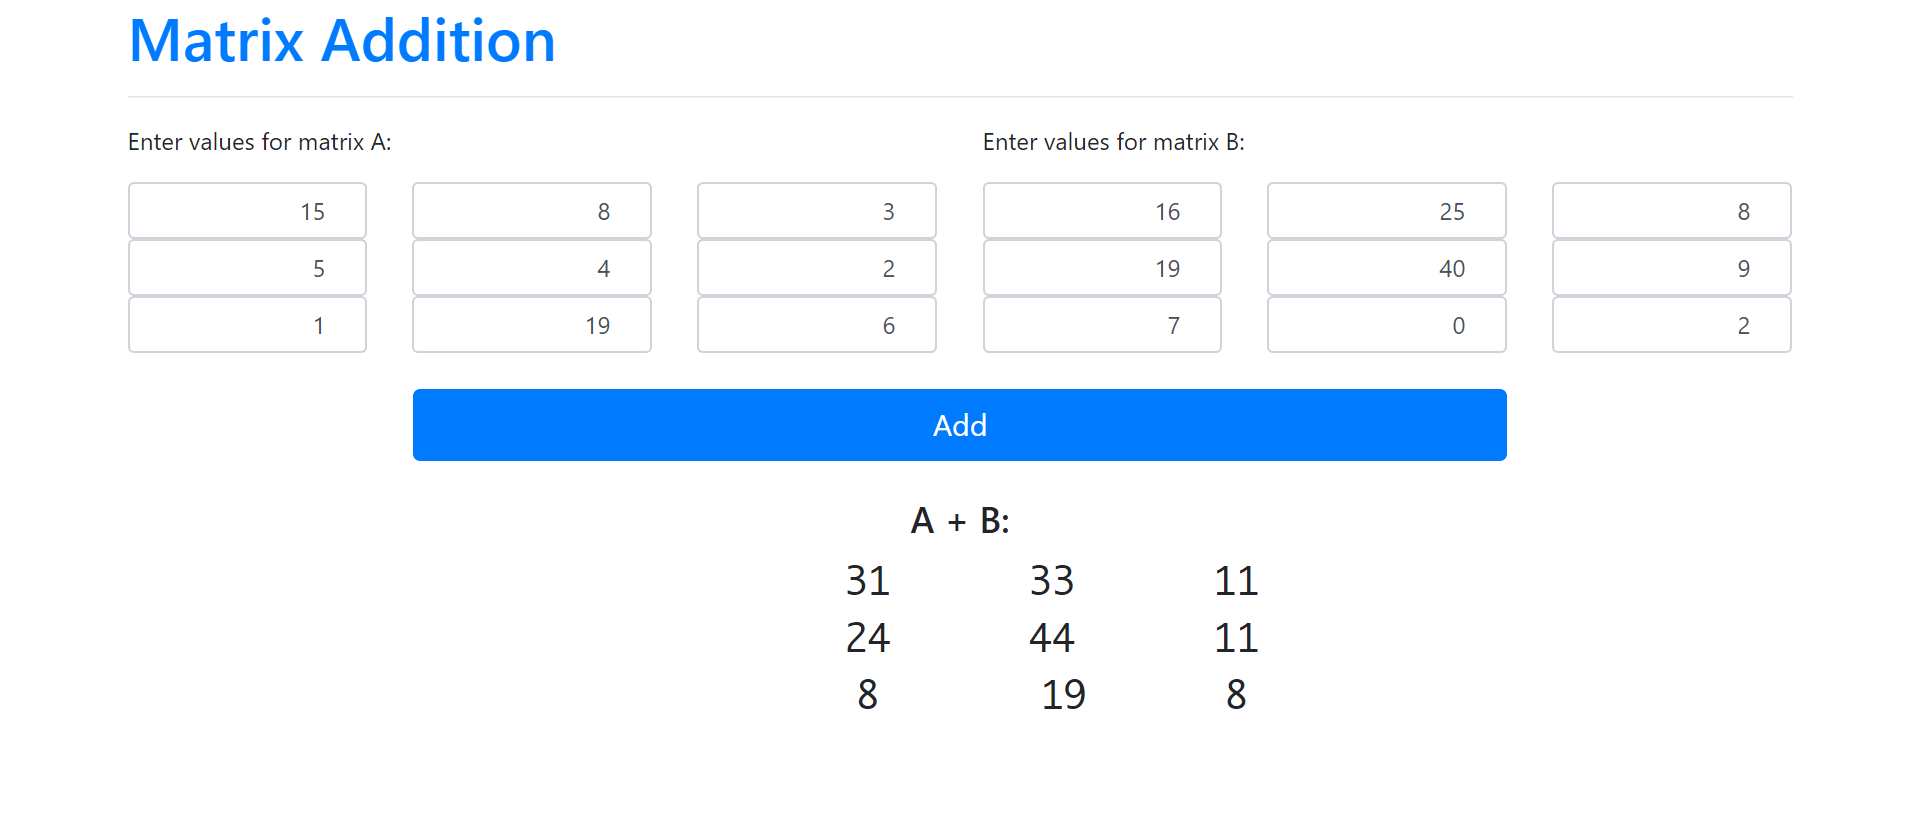 Matrix Addition
Enter values for matrix A: Enter values for matrix B:
15 8 3 16 25 8
5 4 2 19 40 9
1 19 6 7 0 2
Add
A + B:
31 33 11
24 44 11
8 19 8